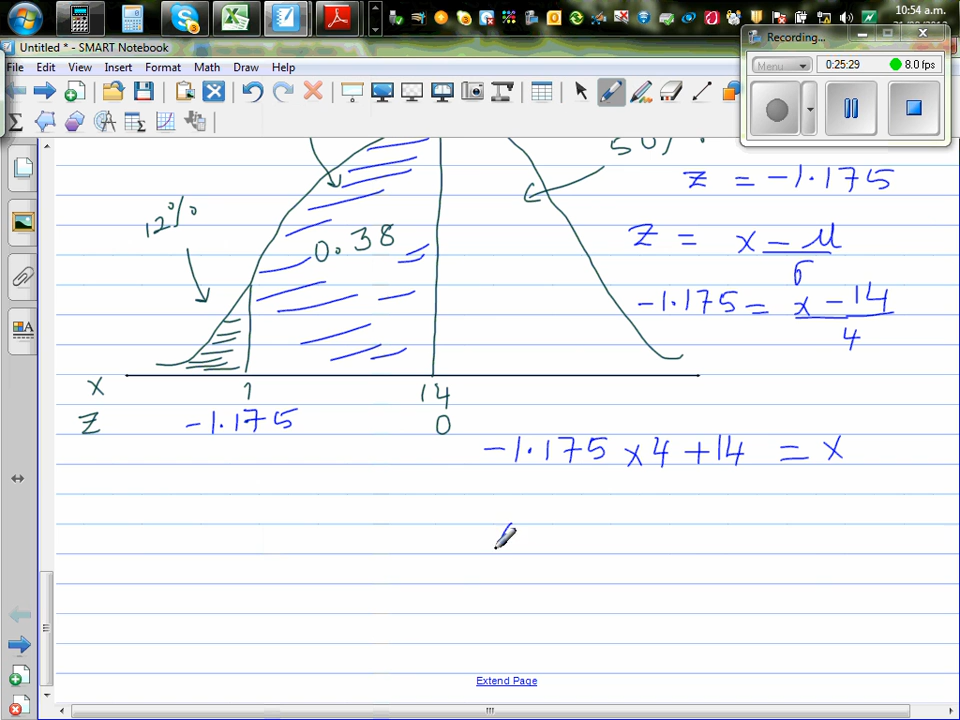 10:54 a.m.
Untitled * - SMART Notebook
Recording...
File Edit View Insert Format Math Draw Help
Menu 0:25:29 8.0 fps
50%
z = -1.175
12%
0.38
z = x - μ
σ
-1.175 = x - 14
4
x ? 14
z -1.175 0
-1.175 x 4 + 14 = x
Extend Page